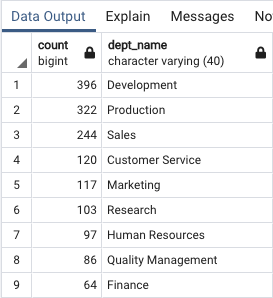 Data Output Explain Messages No
count dept_name
bigint character varying (40)
1 396 Development
2 322 Production
3 244 Sales
4 120 Customer Service
5 117 Marketing
6 103 Research
7 97 Human Resources
8 86 Quality Management
9 64 Finance